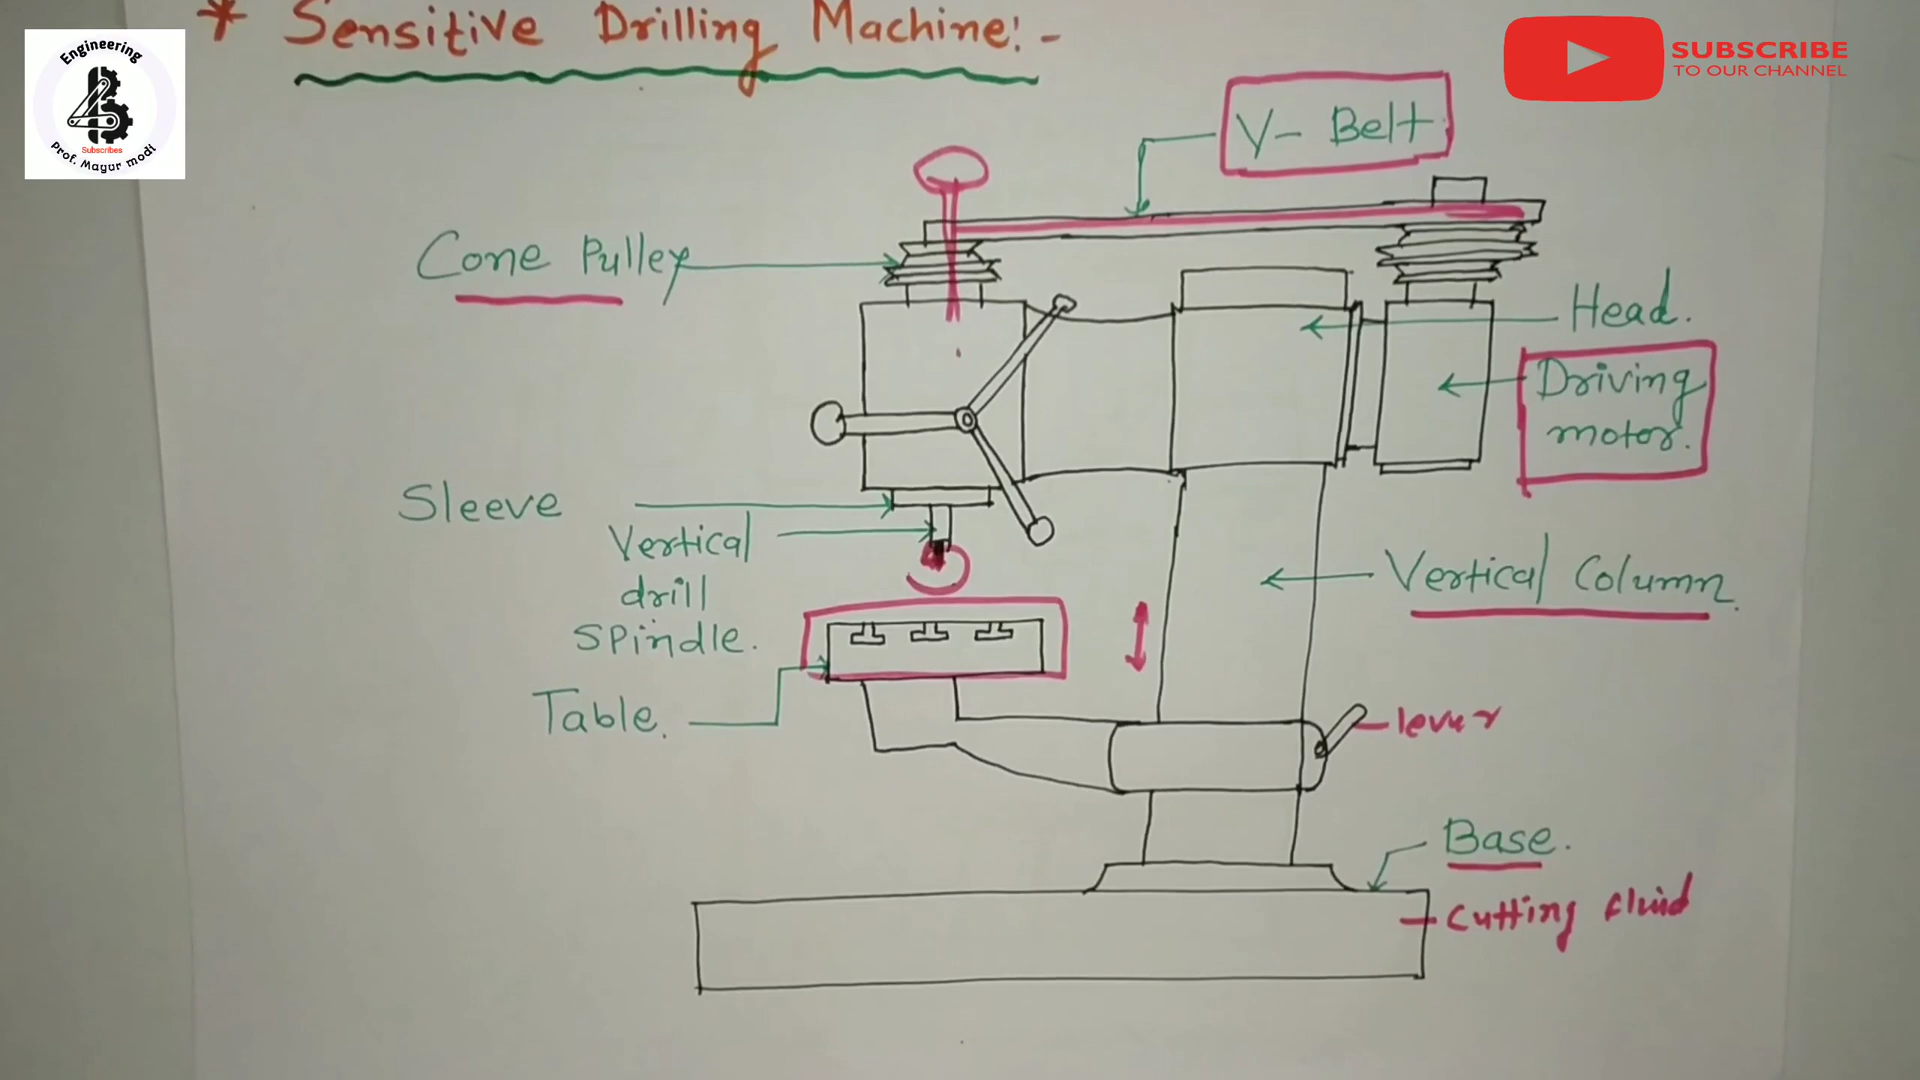 * Sensitive Drilling Machine:-
Engineering
Subscribes
Prof. Mayur modi
SUBSCRIBE
TO OUR CHANNEL
V- Belt
Cone Pulley
Head.
Driving
motor.
Sleeve
Vertical
drill
Spindle.
Vertical Column.
Table.
lever
Base.
Cutting fluid